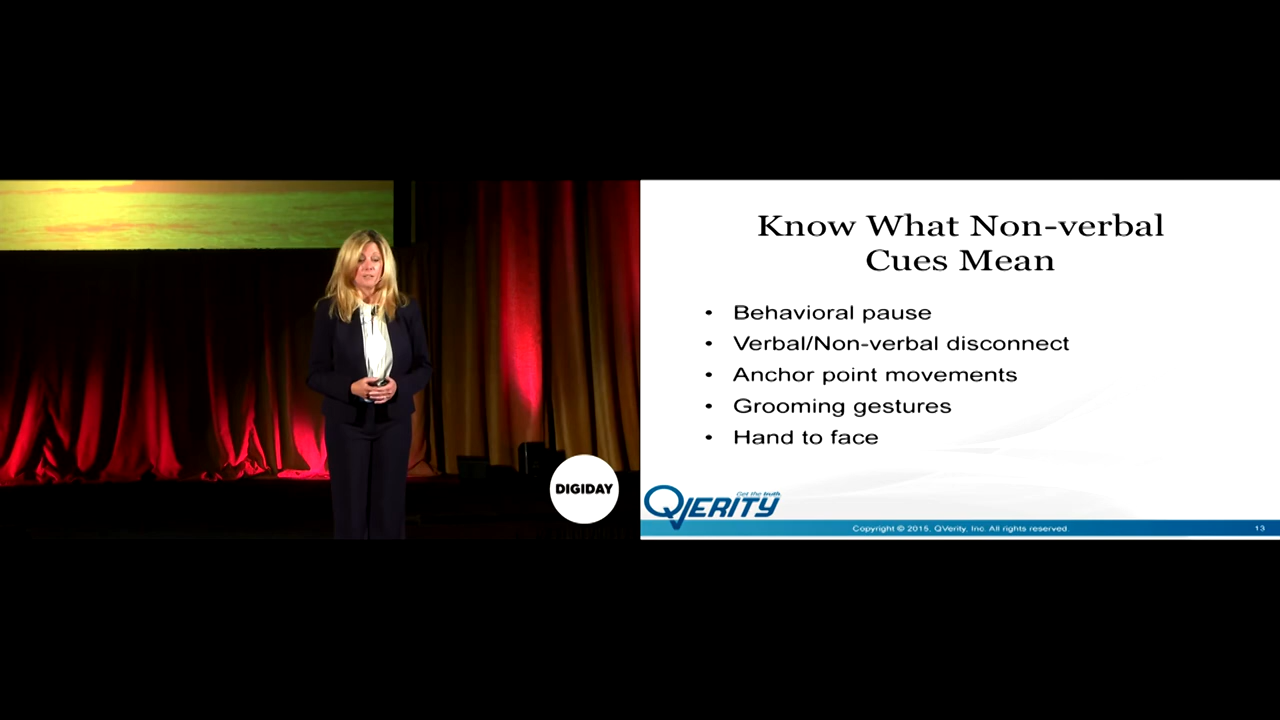 DIGIDAY
Know What Non-verbal
Cues Mean
• Behavioral pause
• Verbal/Non-verbal disconnect
• Anchor point movements
• Grooming gestures
• Hand to face
Get the truth.
QVERITY
Copyright © 2015. QVerity, Inc. All rights reserved.
13